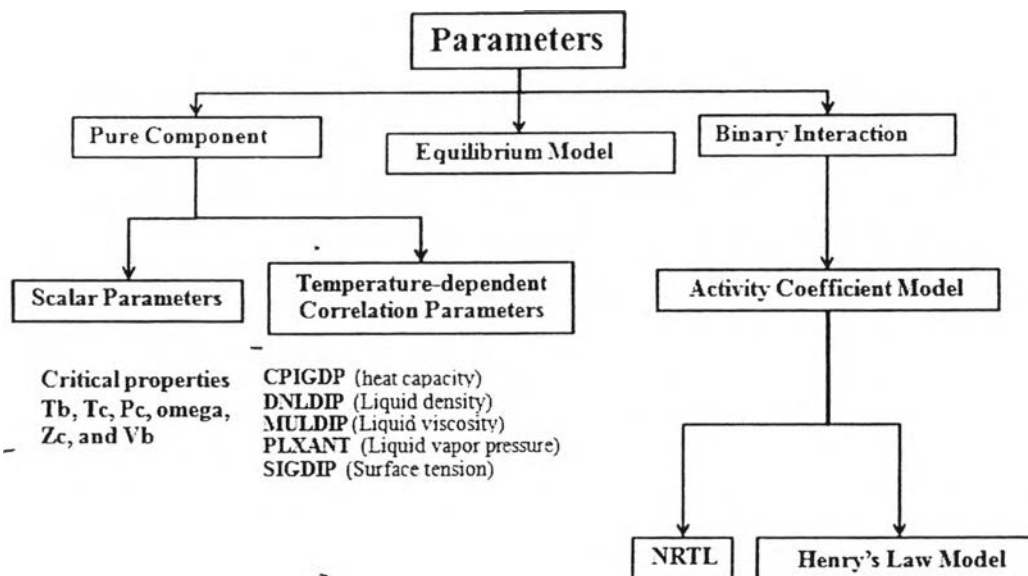 Parameters
Pure Component
Equilibrium Model
Binary Interaction
Scalar Parameters
Temperature-dependent
Correlation Parameters
Activity Coefficient Model
Critical properties
Tb, Tc, Pc, omega,
Zc, and Vb
CPIGDP (heat capacity)
DNLDIP (Liquid density)
MULDIP (Liquid viscosity)
PLXANT (Liquid vapor pressure)
SIGDIP (Surface tension)
NRTL
Henry's Law Model